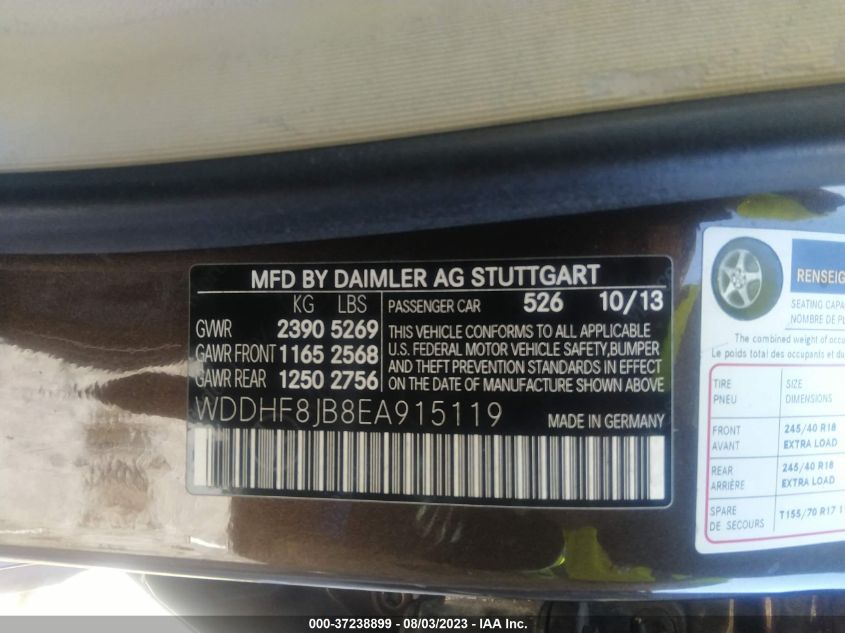 MFD BY DAIMLER AG STUTTGART
KG LBS
GVWR 2390 5269
GAWR FRONT 1165 2568
GAWR REAR 1250 2756
PASSENGER CAR 526 10/13
THIS VEHICLE CONFORMS TO ALL APPLICABLE
U.S. FEDERAL MOTOR VEHICLE SAFETY,BUMPER
AND THEFT PREVENTION STANDARDS IN EFFECT
ON DATE OF MANUFACTURE SHOWN ABOVE
WDDHF8JB8EA915119
MADE IN GERMANY
SEATING
NOMBRE DE
The combined weight of
Le poids total des occupants et
TIRE SIZE
PNEU DIMENSIONS
FRONT 245/40 R18
AVANT EXTRA LOAD
REAR 245/40 R18
ARRIÈRE EXTRA LOAD
SPARE T155/70 R17
DE SECOURS
000-37238899 - 08/03/2023 - IAA Inc.